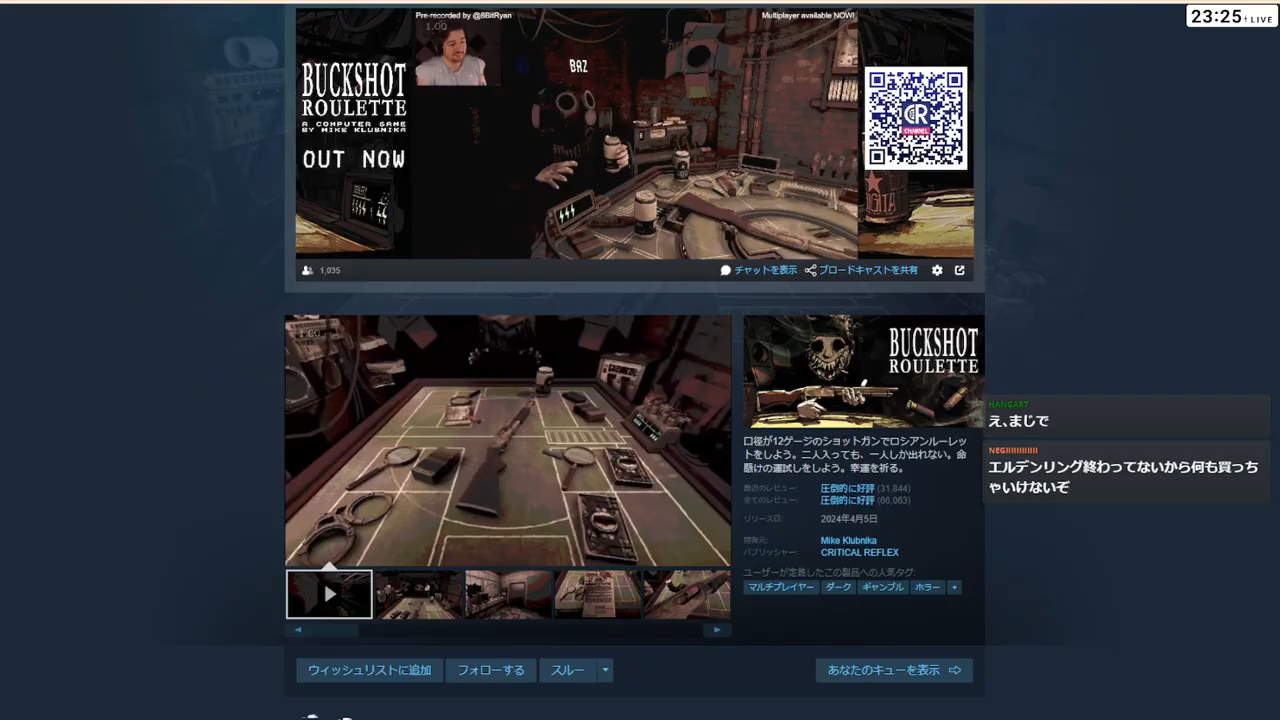 23:25 LIVE
Pre-recorded by @8BitRyan
Multiplayer available NOW!
1.00
BAZ
BUCKSHOT
ROULETTE
A COMPUTER GAME
BY MIKE KLUBNIKA
OUT NOW
CR
CHANNEL
1,035
チャットを表示
ブロードキャストを共有
BUCKSHOT
ROULETTE
口径が12ゲージのショットガンでロシアンルーレッ
トをしよう。二人入っても、一人しか出れない。命
懸けの運試しをしよう。幸運を祈る。
最近のレビュー: 圧倒的に好評 (31,844)
全てのレビュー: 圧倒的に好評 (66,063)
リリース日: 2024年4月5日
開発元: Mike Klubnika
パブリッシャー: CRITICAL REFLEX
ユーザーが定義したこの製品への人気タグ:
マルチプレイヤー ダーク ギャンブル ホラー +
HANGAR7
え、まじで
NEGIIIIIIIIIII
エルデンリング終わってないから何も買っち
ゃいけないぞ
ウィッシュリストに追加
フォローする
スルー
あなたのキューを表示